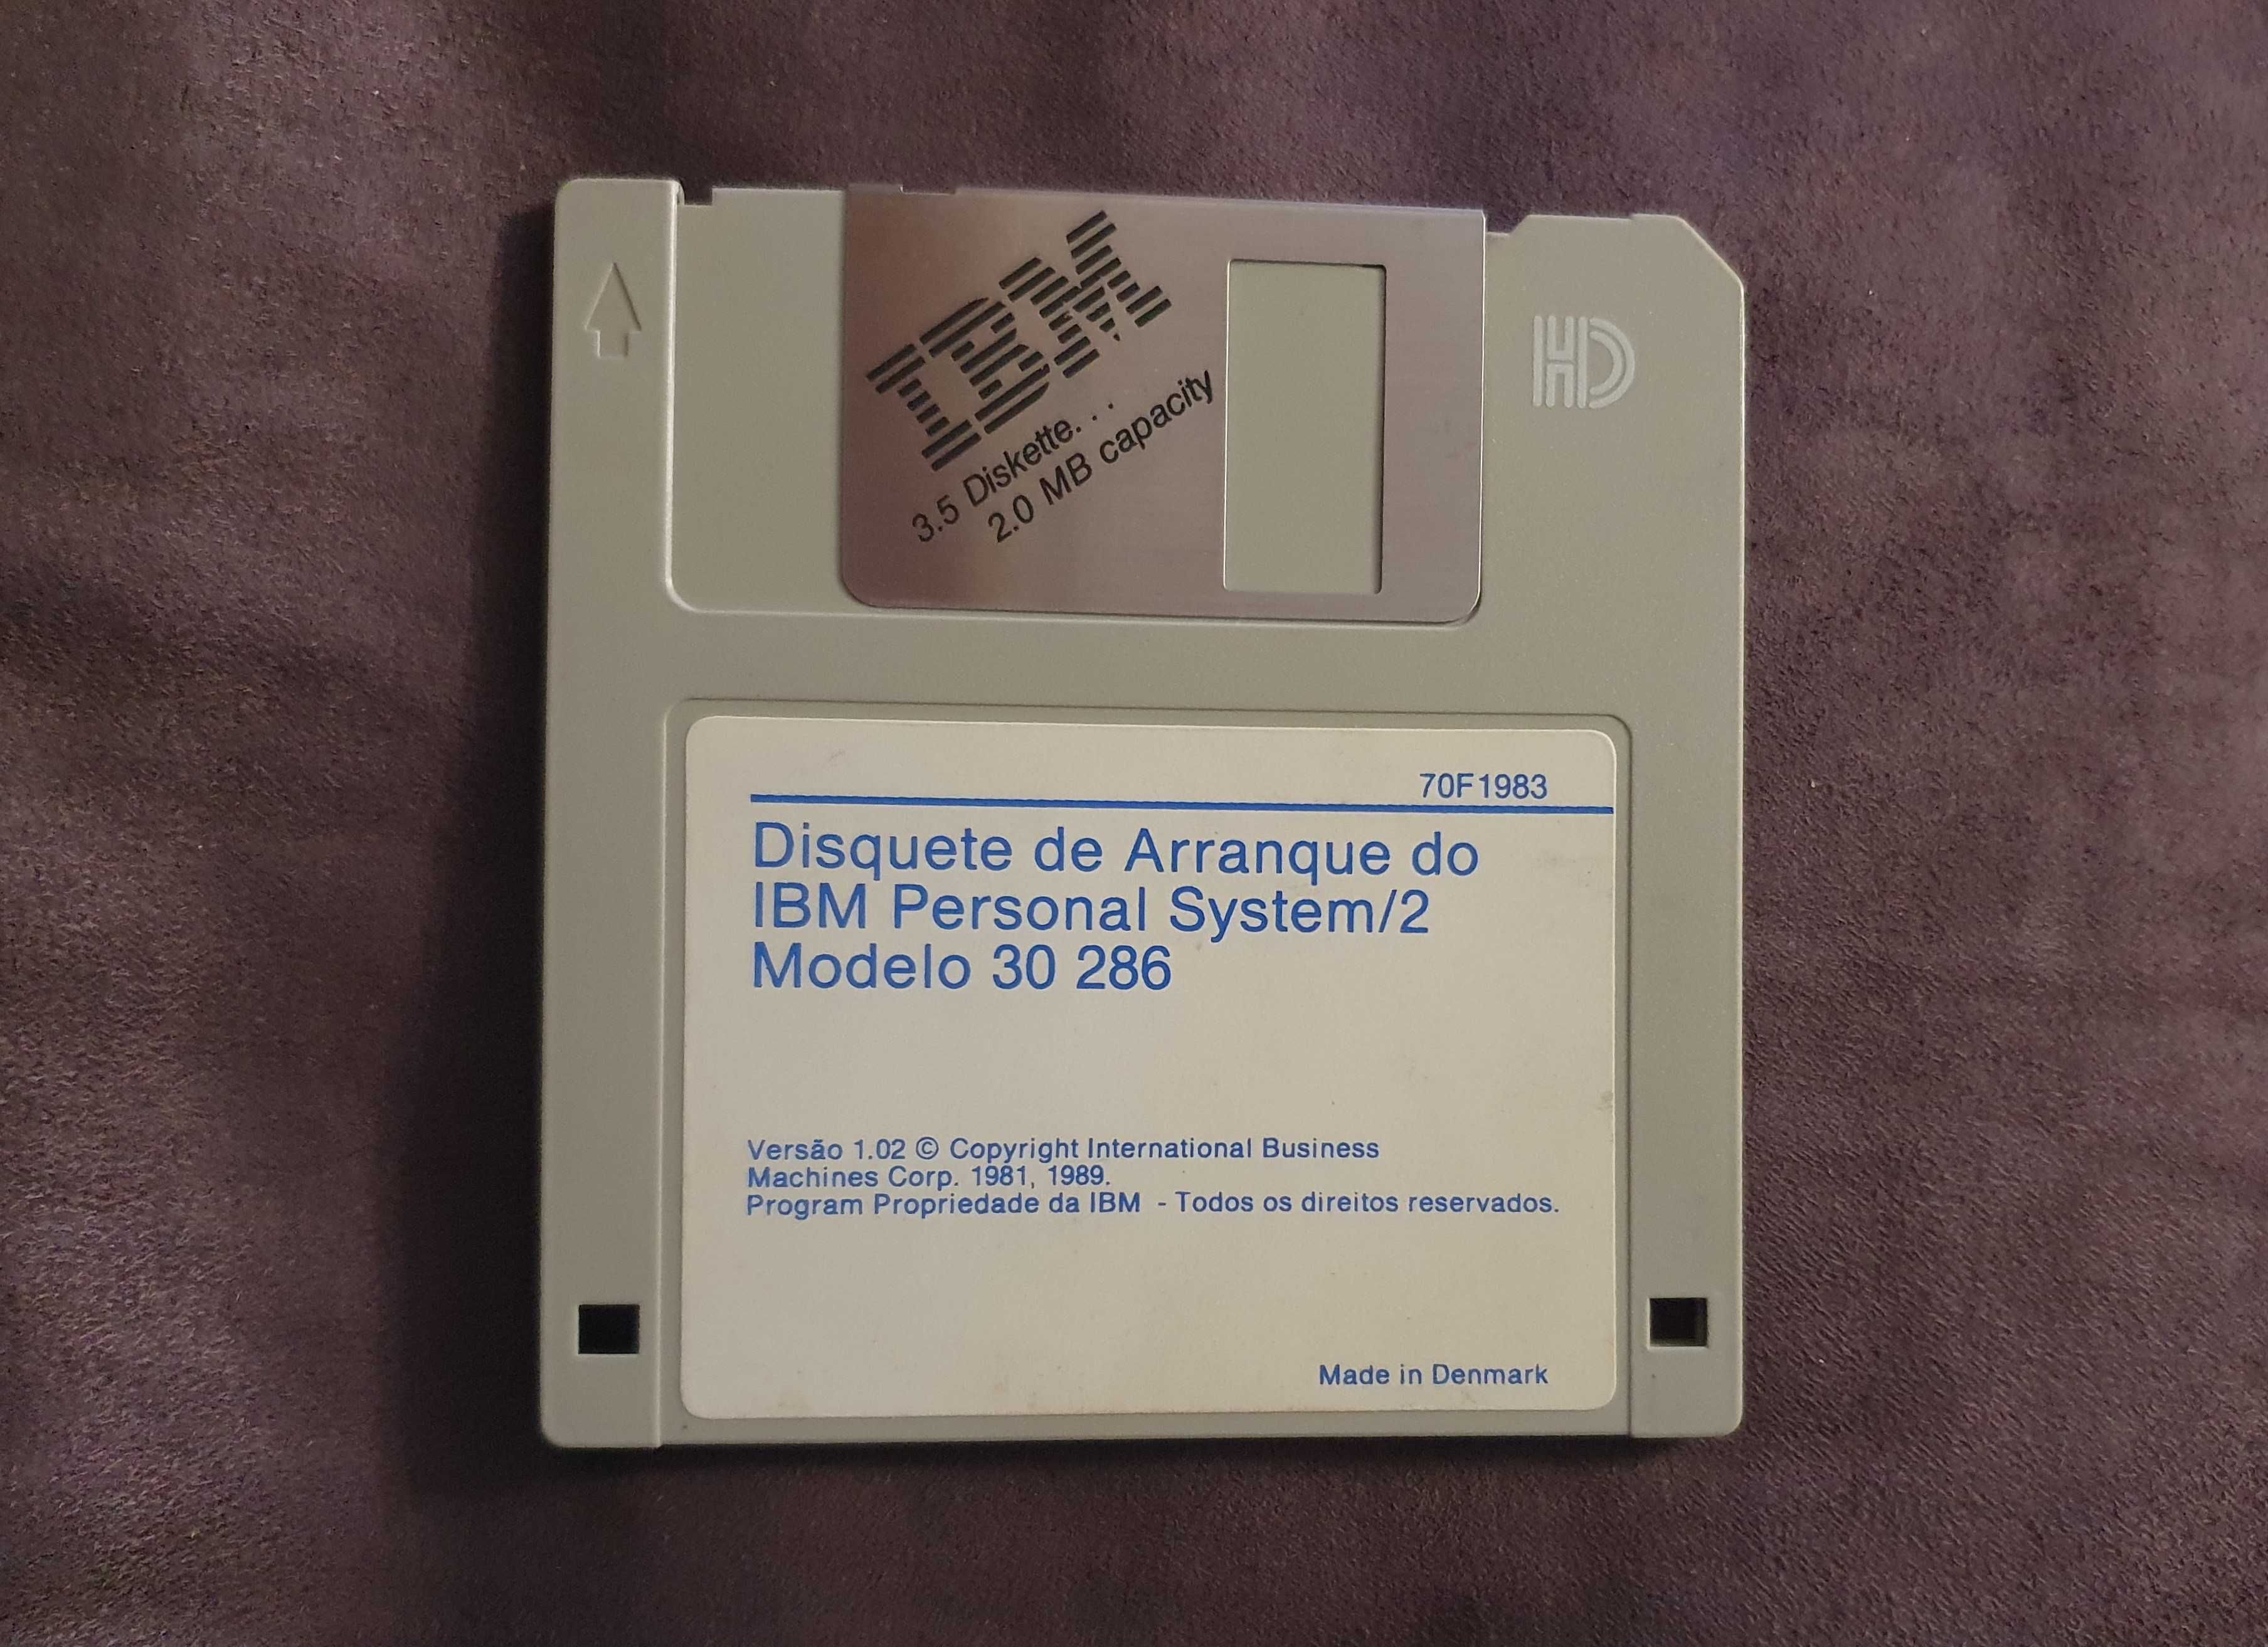 IBM
3.5 Diskette. . .
2.0 MB capacity
HD
70F1983
Disquete de Arranque do
IBM Personal System/2
Modelo 30 286
Versão 1.02 © Copyright International Business
Machines Corp. 1981, 1989.
Program Propriedade da IBM - Todos os direitos reservados.
Made in Denmark